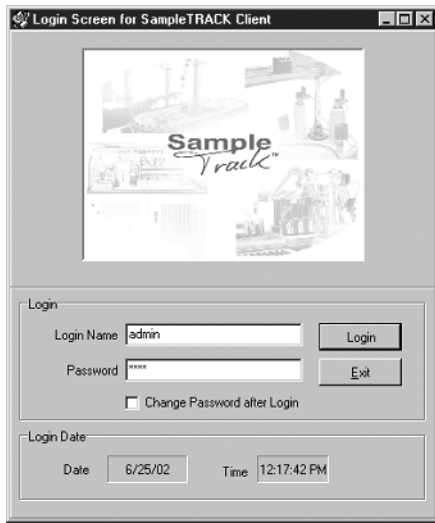 Login Screen for SampleTRACK Client
Sample
Track™
Login
Login Name admin
Login
Password ****
Exit
Change Password after Login
Login Date
Date 6/25/02 Time 12:17:42 PM